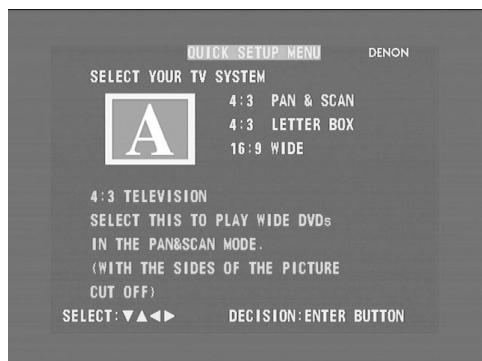 QUICK SETUP MENU DENON
SELECT YOUR TV SYSTEM
4:3 PAN & SCAN
4:3 LETTER BOX
16:9 WIDE
A
4:3 TELEVISION
SELECT THIS TO PLAY WIDE DVDs
IN THE PAN&SCAN MODE.
(WITH THE SIDES OF THE PICTURE
CUT OFF)
SELECT:▼▲◀▶ DECISION:ENTER BUTTON